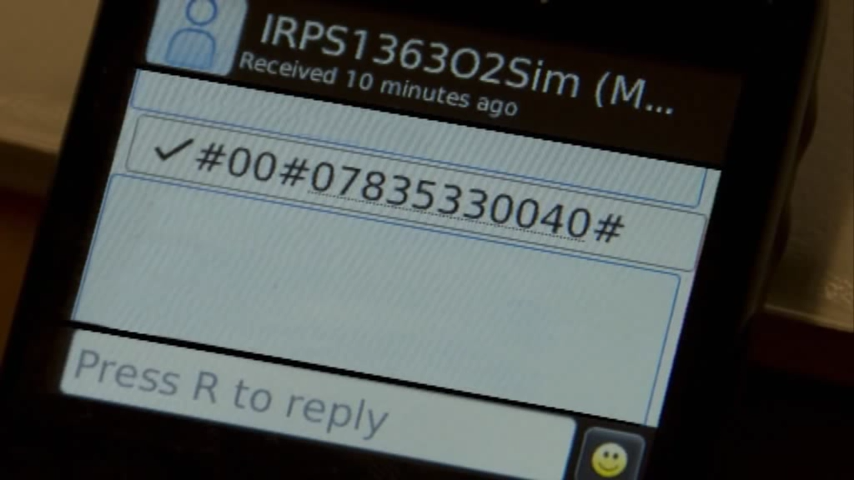 IRPS1363O2Sim (M...
Received 10 minutes ago
✓#00#07835330040#
Press R to reply